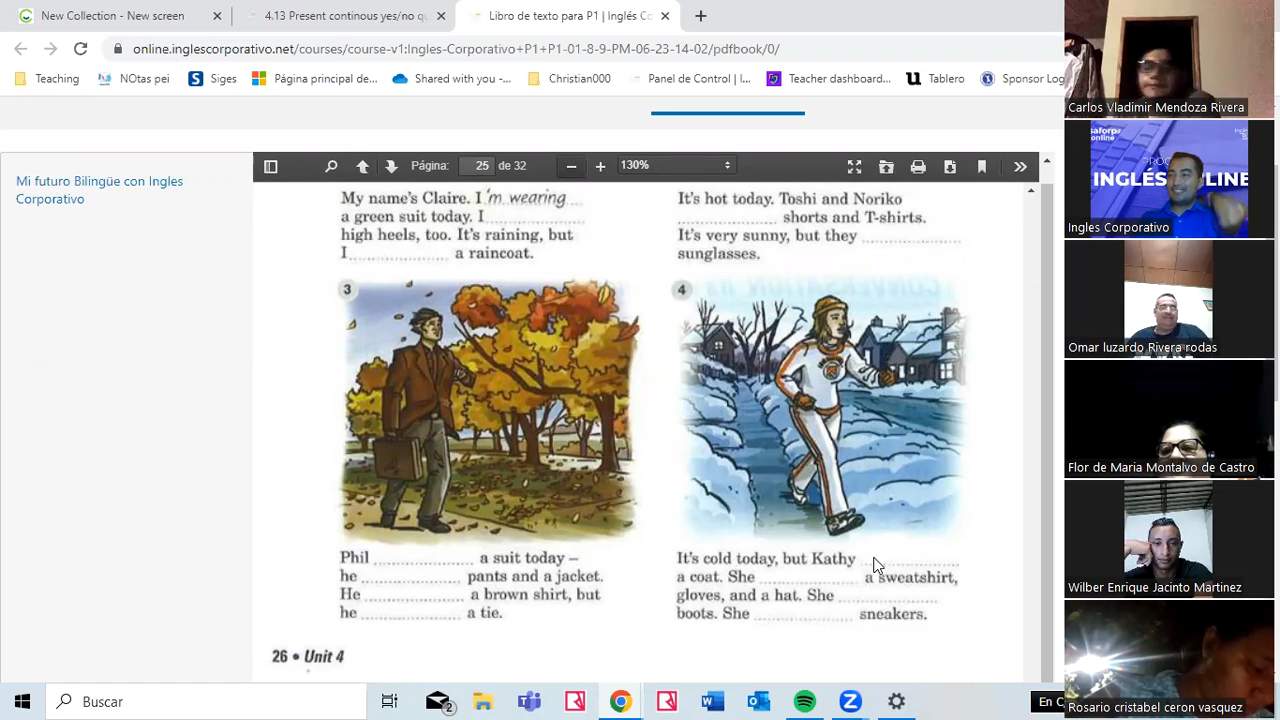 New Collection - New screen
4.13 Present continous yes/no qu
Libro de texto para P1 | Inglés Co
online.inglescorporativo.net/courses/course-v1:Ingles-Corporativo+P1+P1-01-8-9-PM-06-23-14-02/pdfbook/0/
Teaching
NOtas pei
Siges
Página principal de...
Shared with you -...
Christian000
Panel de Control | I...
Teacher dashboard...
Tablero
Sponsor Log
Mi futuro Bilingüe con Ingles
Corporativo
Página: 25 de 32
130%
My name's Claire. I 'm wearing
a green suit today. I
high heels, too. It's raining, but
I a raincoat.
It's hot today. Toshi and Noriko
shorts and T-shirts.
It's very sunny, but they
sunglasses.
3
4
Phil a suit today –
he pants and a jacket.
He a brown shirt, but
he a tie.
It's cold today, but Kathy
a coat. She a sweatshirt,
gloves, and a hat. She
boots. She sneakers.
26 • Unit 4
Buscar
2
En C
Carlos Vladimir Mendoza Rivera
INGLÉS
LINE
Ingles Corporativo
Omar luzardo Rivera rodas
Flor de Maria Montalvo de Castro
Wilber Enrique Jacinto Martinez
Rosario cristabel ceron vasquez